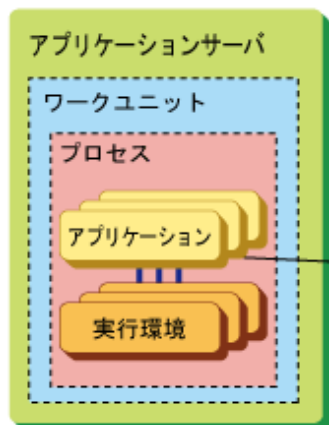 アプリケーションサーバ
ワークユニット
プロセス
アプリケーション
実行環境